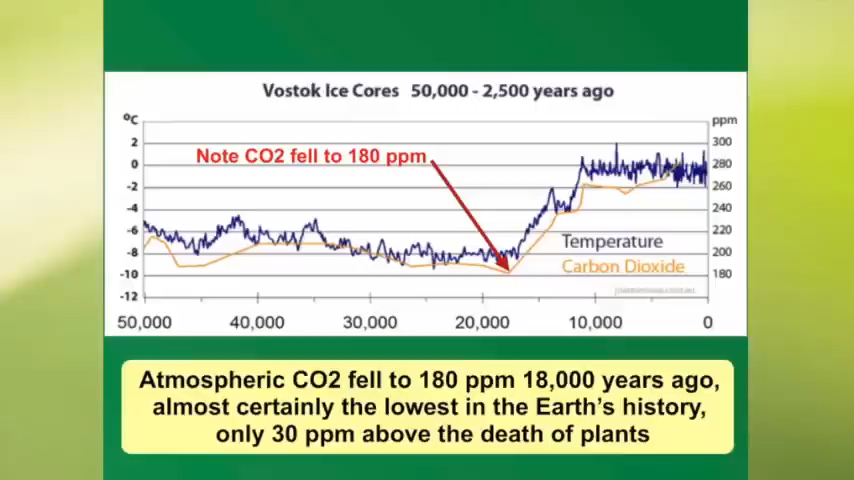 Vostok Ice Cores 50,000 - 2,500 years ago
ºC
ppm
2
300
Note CO2 fell to 180 ppm
0
280
-2
260
-4
240
-6
220
Temperature
-8
200
Carbon Dioxide
-10
180
-12
50,000 40,000 30,000 20,000 10,000 0
Atmospheric CO2 fell to 180 ppm 18,000 years ago,
almost certainly the lowest in the Earth's history,
only 30 ppm above the death of plants